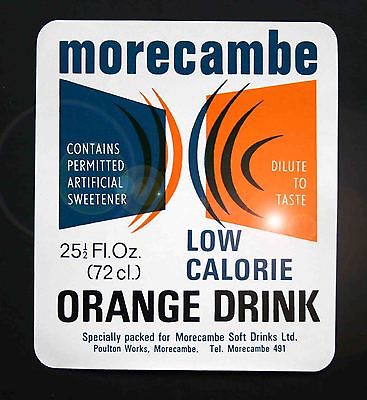 morecambe
CONTAINS
PERMITTED
ARTIFICIAL
SWEETENER
DILUTE
TO
TASTE
25½ Fl.Oz.
(72 cl.)
LOW
CALORIE
ORANGE DRINK
Specially packed for Morecambe Soft Drinks Ltd.
Poulton Works, Morecambe. Tel. Morecambe 491